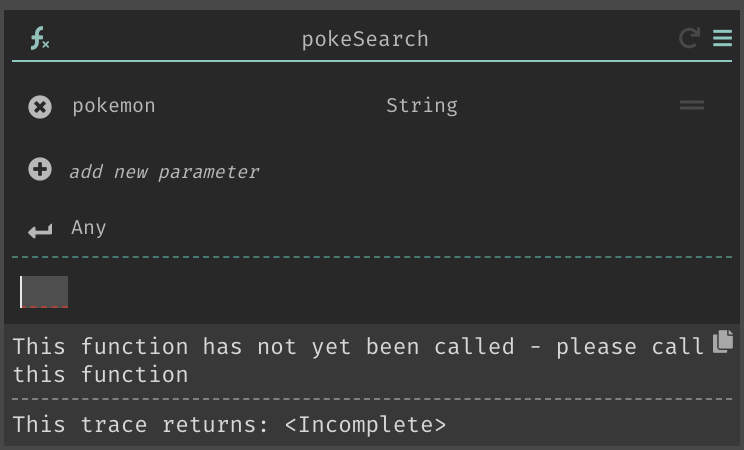 pokeSearch
pokemon String
add new parameter
Any
This function has not yet been called - please call
this function
This trace returns: <Incomplete>